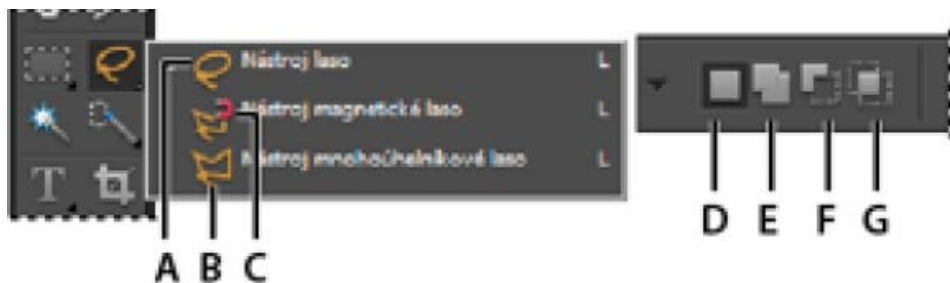 Nástroj laso L
Nástroj magnetické laso L
Nástroj mnohoúhelníkové laso L
T
A B C
D E F G